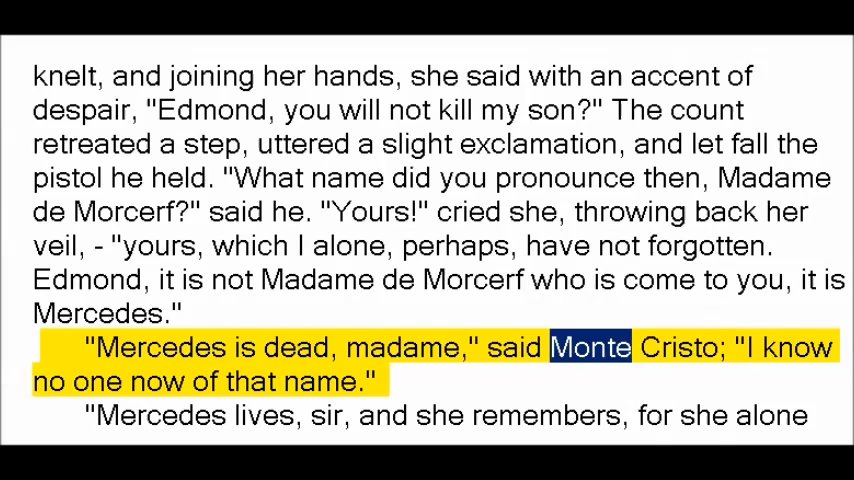 knelt, and joining her hands, she said with an accent of
despair, "Edmond, you will not kill my son?" The count
retreated a step, uttered a slight exclamation, and let fall the
pistol he held. "What name did you pronounce then, Madame
de Morcerf?" said he. "Yours!" cried she, throwing back her
veil, - "yours, which I alone, perhaps, have not forgotten.
Edmond, it is not Madame de Morcerf who is come to you, it is
Mercedes."
"Mercedes is dead, madame," said Monte Cristo; "I know
no one now of that name."
"Mercedes lives, sir, and she remembers, for she alone